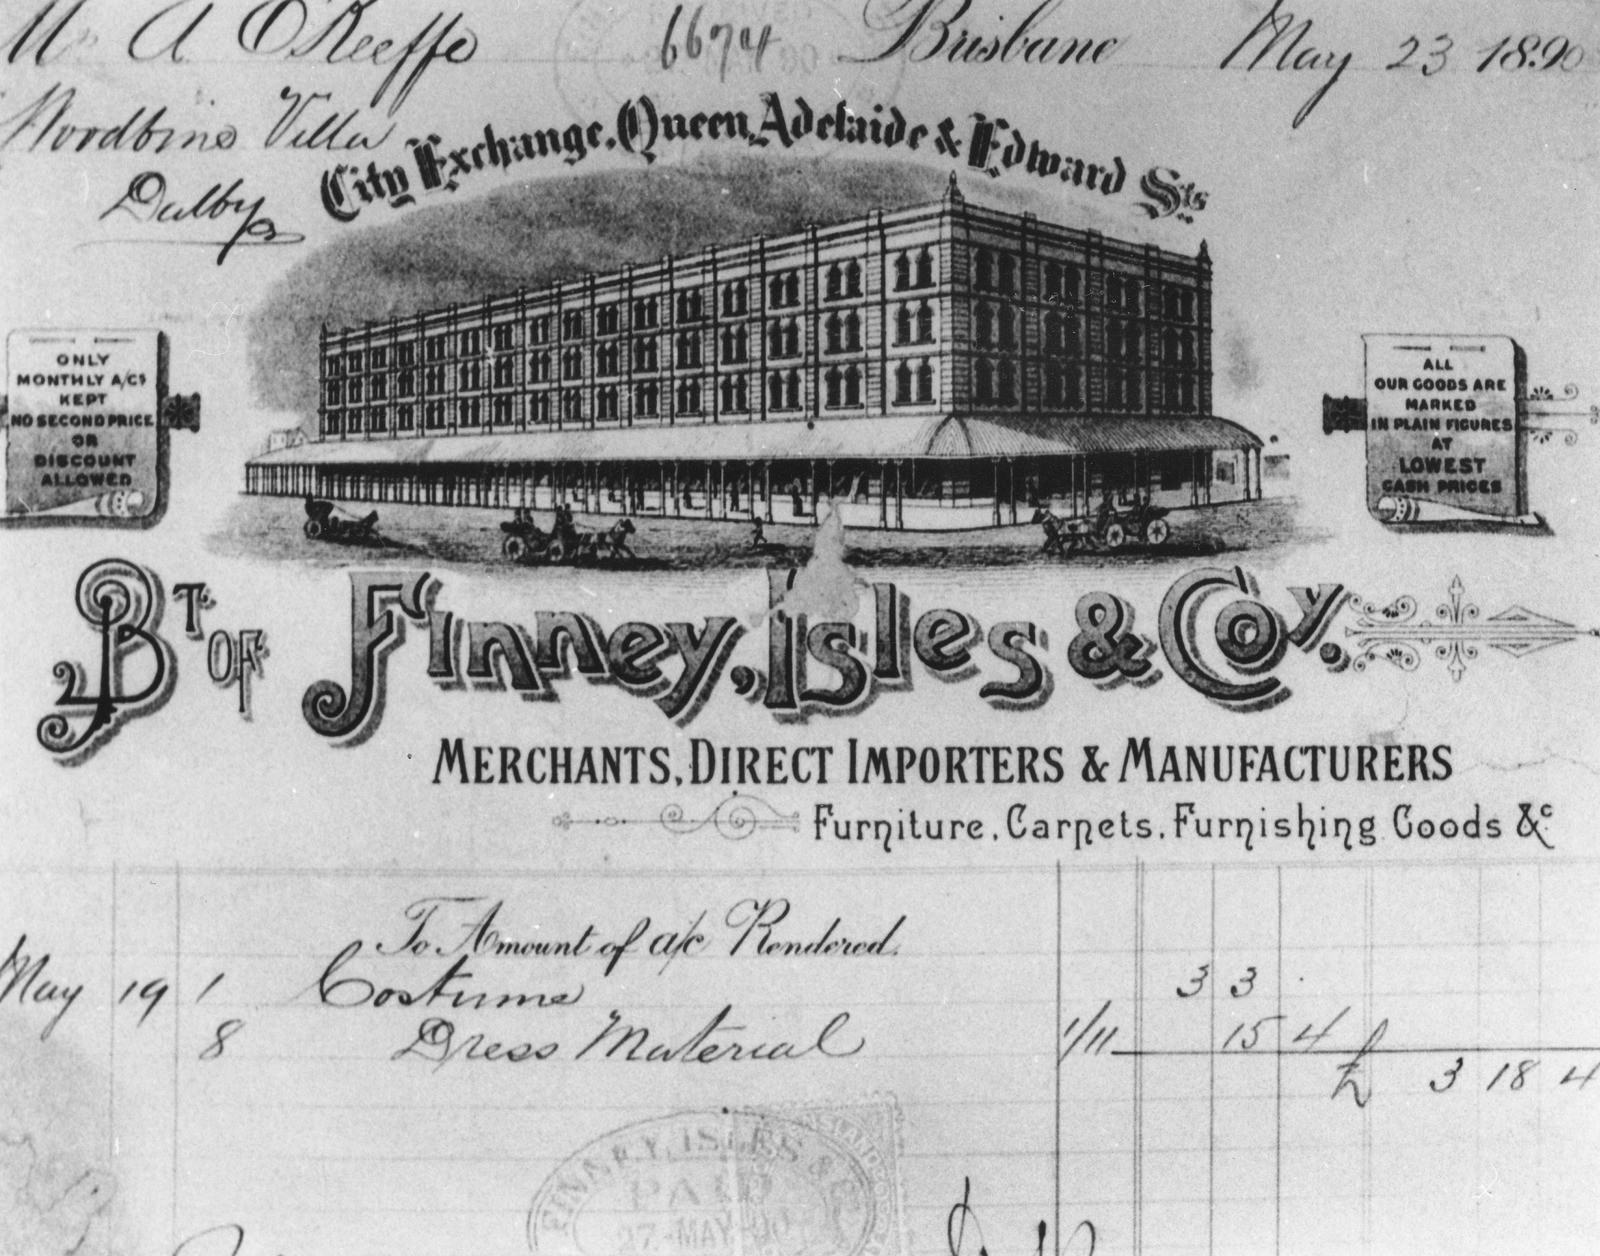 A O'Keeffe 6674 Brisbane May 23 1890
Woodbine Villa
Dalby
City Exchange, Queen, Adelaide & Edward Sts
ONLY
MONTHLY A/Cs
KEPT
NO SECOND PRICE
OR
DISCOUNT
ALLOWED
ALL
OUR GOODS ARE
MARKED
IN PLAIN FIGURES
AT
LOWEST
CASH PRICES
BT OF Finney, Isles & Coy.
MERCHANTS, DIRECT IMPORTERS & MANUFACTURERS
Furniture, Carpets, Furnishing Goods &c
To Amount of a/c Rendered.
May 19 1 Costume 3 3 .
8 Dress Material 1/11 15 4
£ 3 18 4
FINNEY, ISLES & Co
PAID
27 MAY 90